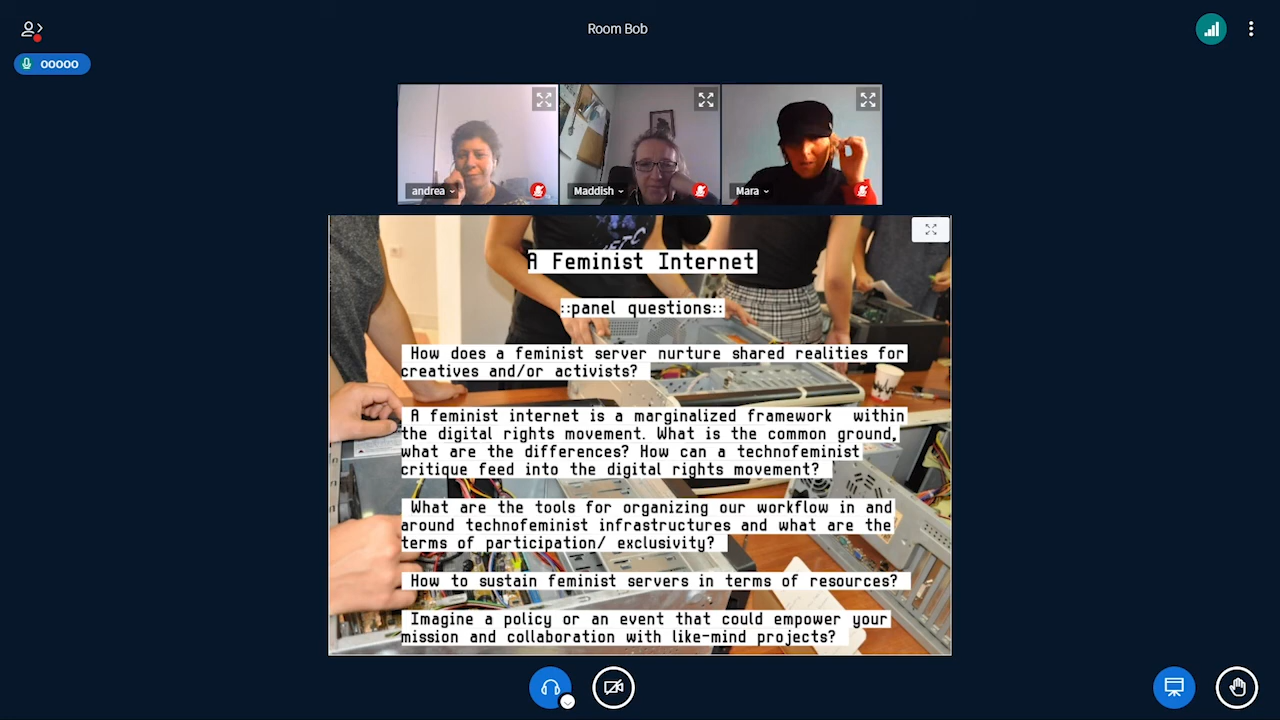 Room Bob
ooooo
andrea
Maddish
Mara
A Feminist Internet
::panel questions::
How does a feminist server nurture shared realities for
creatives and/or activists?
A feminist internet is a marginalized framework within
the digital rights movement. What is the common ground,
what are the differences? How can a technofeminist
critique feed into the digital rights movement?
What are the tools for organizing our workflow in and
around technofeminist infrastructures and what are the
terms of participation/ exclusivity?
How to sustain feminist servers in terms of resources?
Imagine a policy or an event that could empower your
mission and collaboration with like-mind projects?